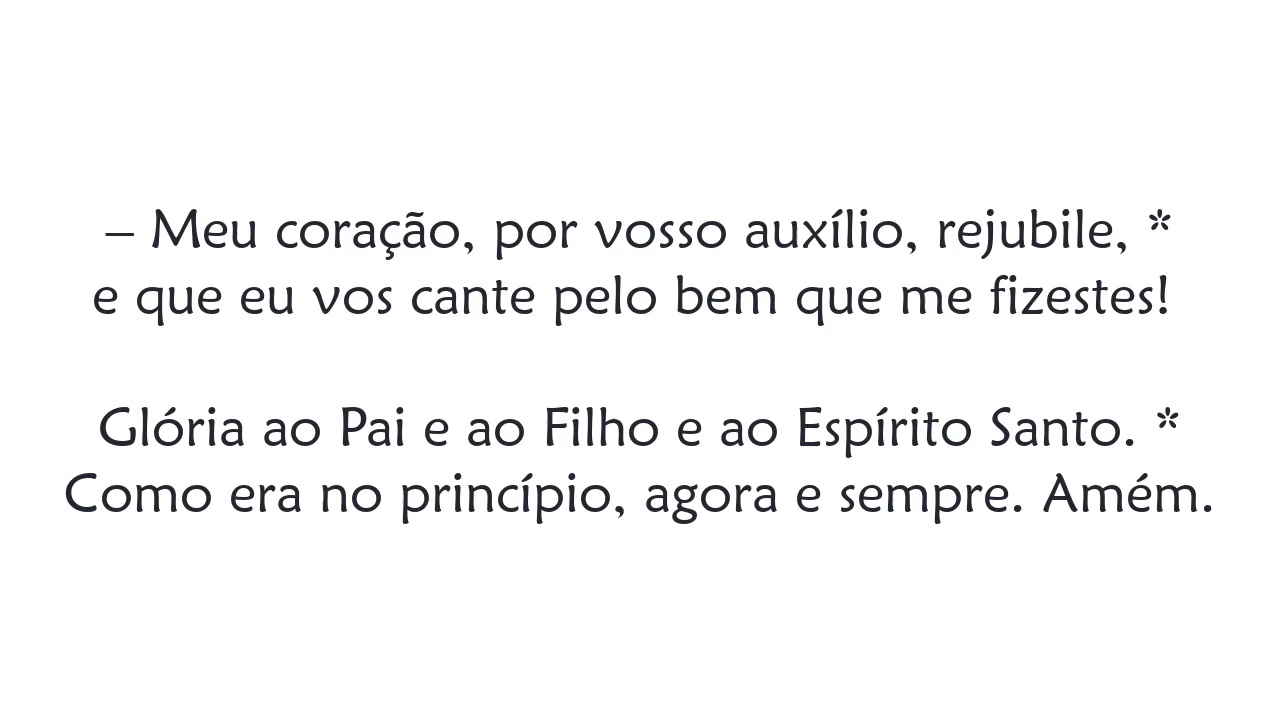 – Meu coração, por vosso auxílio, rejubile, *
e que eu vos cante pelo bem que me fizestes!
Glória ao Pai e ao Filho e ao Espírito Santo. *
Como era no princípio, agora e sempre. Amém.